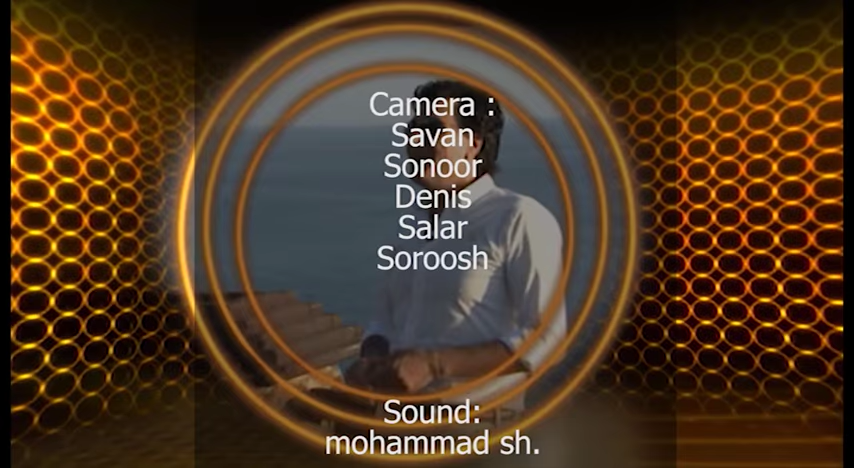 Camera :
Savan
Sonoor
Denis
Salar
Soroosh
Sound:
mohammad sh.